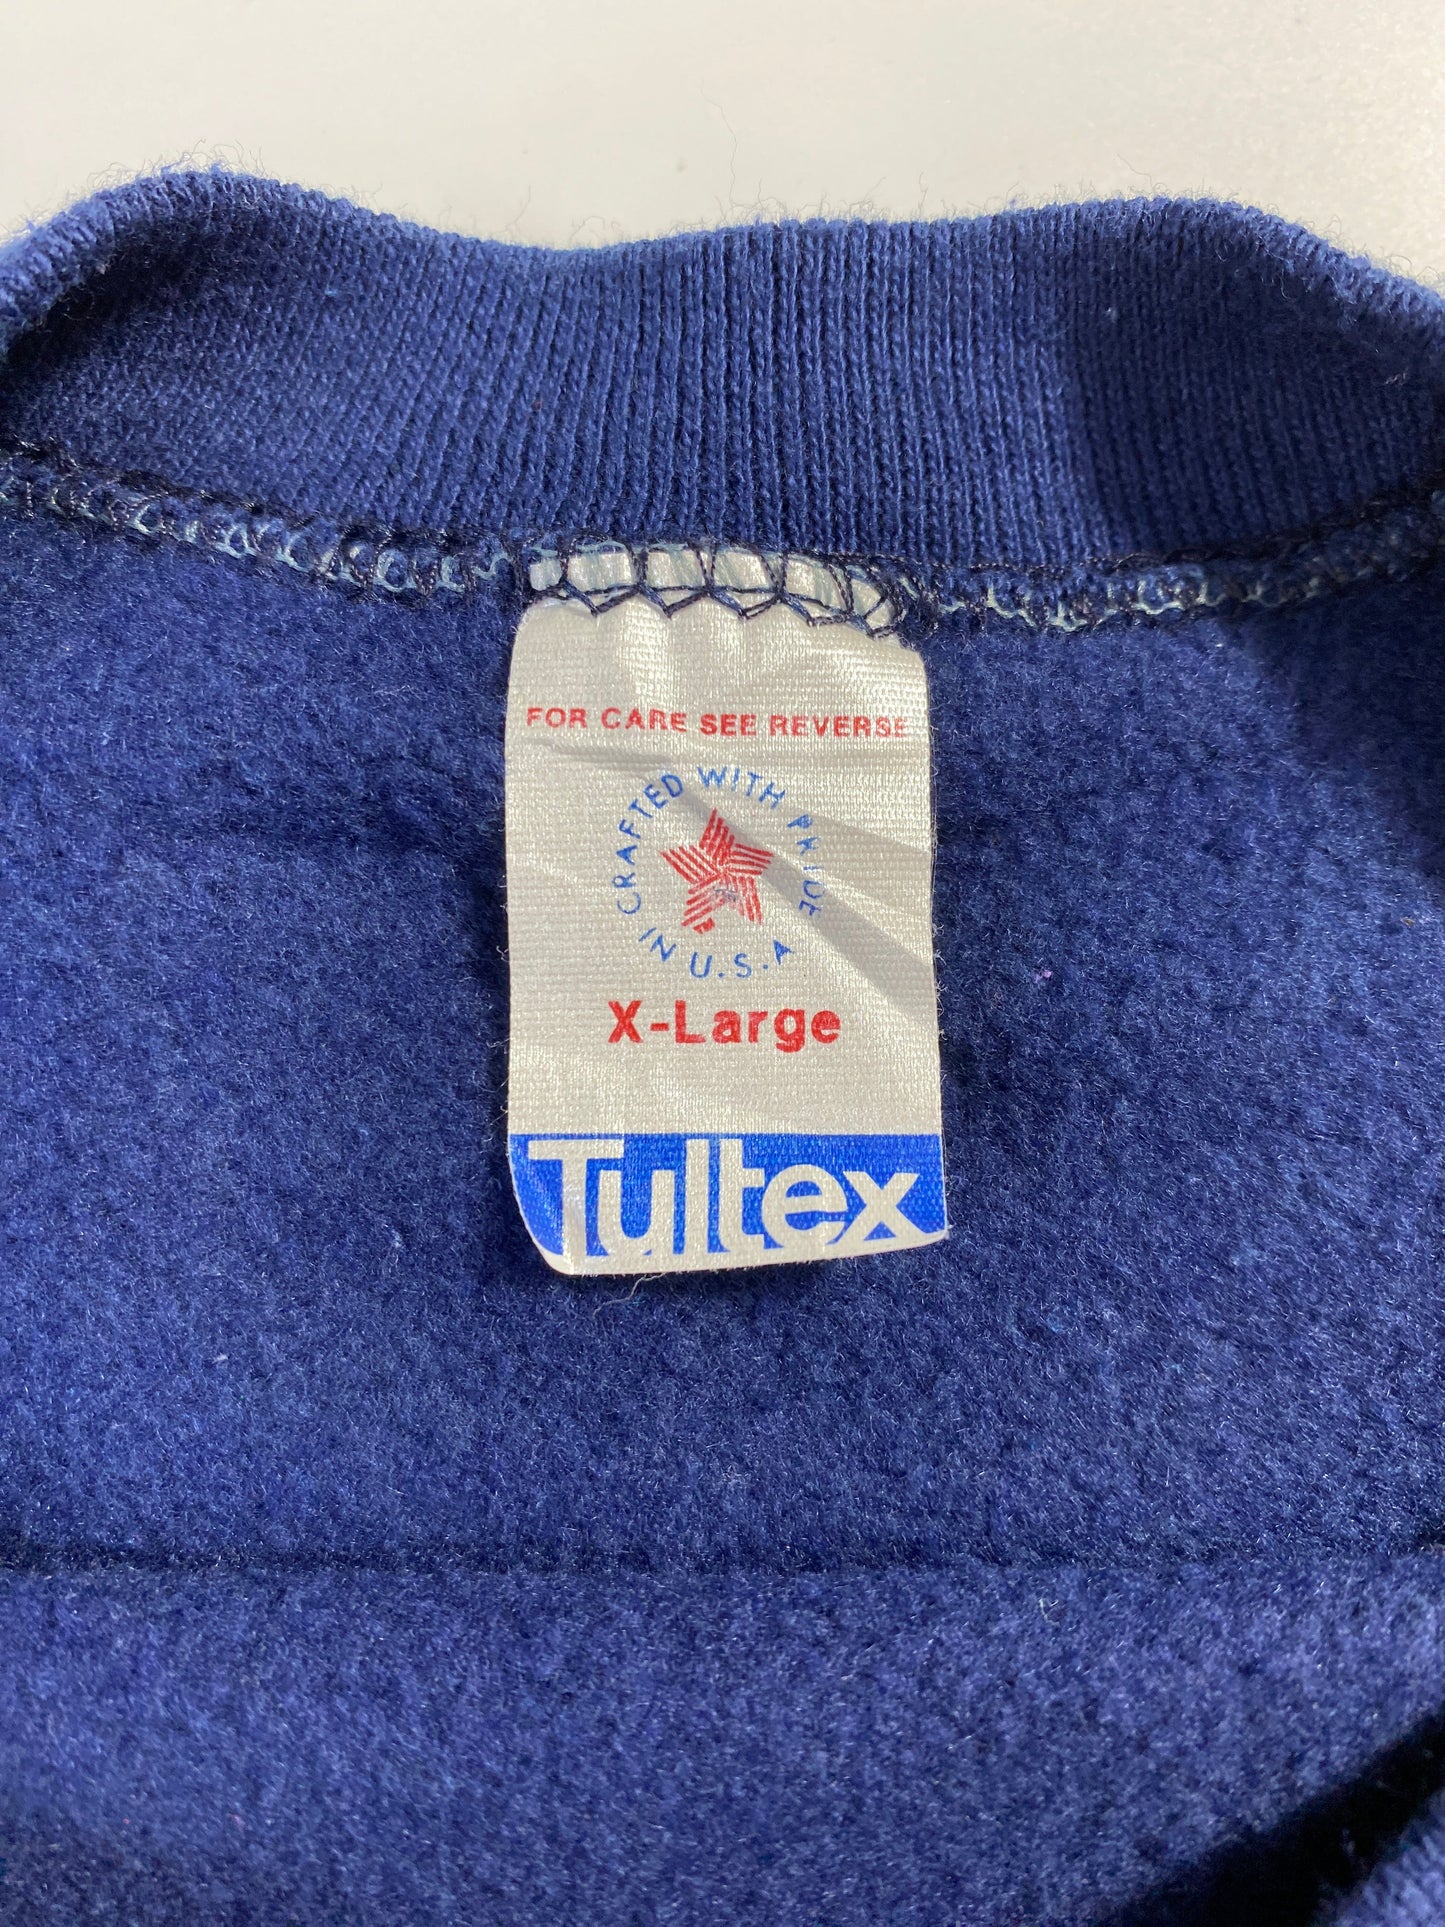 FOR CARE SEE REVERSE
CRAFTED WITH PRIDE
IN U.S.A
X-Large
Tultex